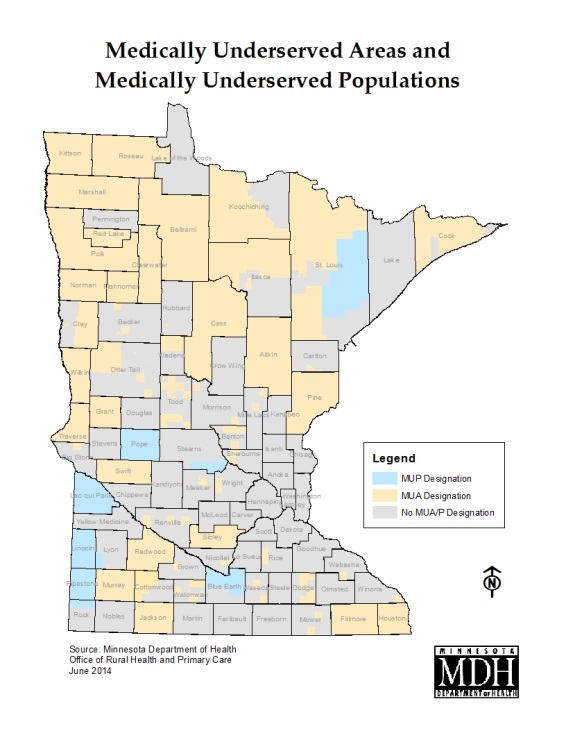 Medically Underserved Areas and
Medically Underserved Populations
Kittson
Roseau
Lake of the Woods
Marshall
Koochiching
Pennington
Beltrami
Red Lake
Cook
Polk
Clearwater
St. Louis
Lake
Itasca
Norman
Mahnomen
Hubbard
Clay
Becker
Cass
Wadena
Aitkin
Carlton
Crow Wing
Wilkin
Otter Tail
Pine
Todd
Morrison
Grant
Douglas
Mille Lacs
Kanabec
Traverse
Stevens
Pope
Stearns
Benton
Isanti
Sherburne
Chisago
Big Stone
Swift
Anoka
Kandiyohi
Meeker
Wright
Washington
Lac qui Parle
Chippewa
Hennepin
Ramsey
McLeod
Carver
Yellow Medicine
Renville
Scott
Dakota
Sibley
Lincoln
Lyon
Redwood
Nicollet
Le Sueur
Rice
Goodhue
Wabasha
Brown
Pipestone
Murray
Cottonwood
Watonwan
Blue Earth
Waseca
Steele
Dodge
Olmsted
Winona
Rock
Nobles
Jackson
Martin
Faribault
Freeborn
Mower
Fillmore
Houston
Legend
MUP Designation
MUA Designation
No MUA/P Designation
N
Source: Minnesota Department of Health
Office of Rural Health and Primary Care
June 2014
MINNESOTA
MDH
DEPARTMENT OF HEALTH